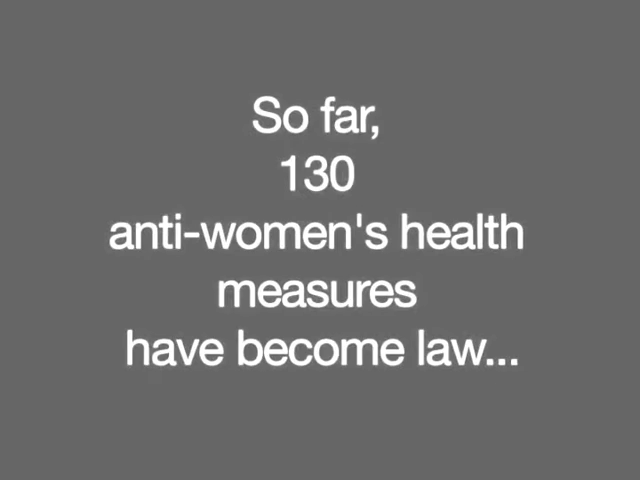 So far,
130
anti-women's health
measures
have become law...